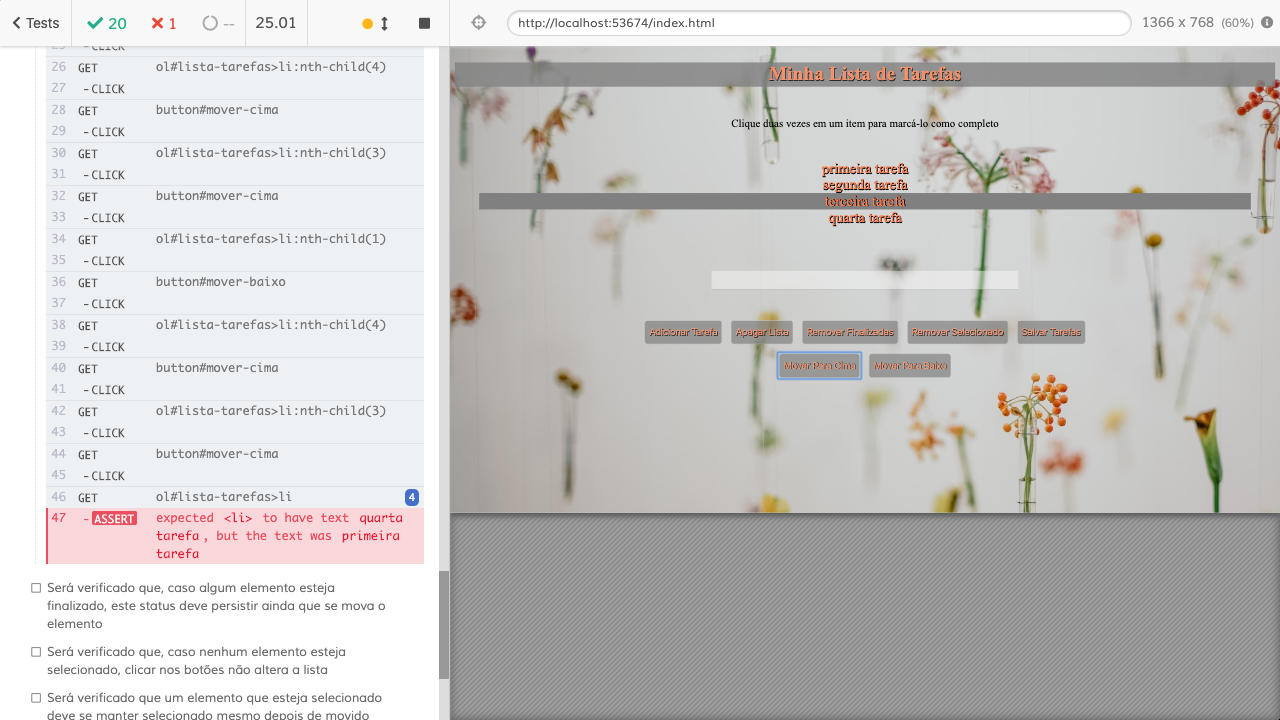 Tests
20
1
--
25.01
http://localhost:53674/index.html
1366 x 768 (60%)
25 -CLICK
26 GET ol#lista-tarefas>li:nth-child(4)
27 -CLICK
28 GET button#mover-cima
29 -CLICK
30 GET ol#lista-tarefas>li:nth-child(3)
31 -CLICK
32 GET button#mover-cima
33 -CLICK
34 GET ol#lista-tarefas>li:nth-child(1)
35 -CLICK
36 GET button#mover-baixo
37 -CLICK
38 GET ol#lista-tarefas>li:nth-child(4)
39 -CLICK
40 GET button#mover-cima
41 -CLICK
42 GET ol#lista-tarefas>li:nth-child(3)
43 -CLICK
44 GET button#mover-cima
45 -CLICK
46 GET ol#lista-tarefas>li 4
47 -ASSERT expected <li> to have text quarta
tarefa, but the text was primeira
tarefa
Será verificado que, caso algum elemento esteja
finalizado, este status deve persistir ainda que se mova o
elemento
Será verificado que, caso nenhum elemento esteja
selecionado, clicar nos botões não altera a lista
Será verificado que um elemento que esteja selecionado
deve se manter selecionado mesmo depois de movido
Minha Lista de Tarefas
Clique duas vezes em um item para marcá-lo como completo
primeira tarefa
segunda tarefa
terceira tarefa
quarta tarefa
Adicionar Tarefa
Apagar Lista
Remover Finalizadas
Remover Selecionado
Salvar Tarefas
Mover Para Cima
Mover Para Baixo